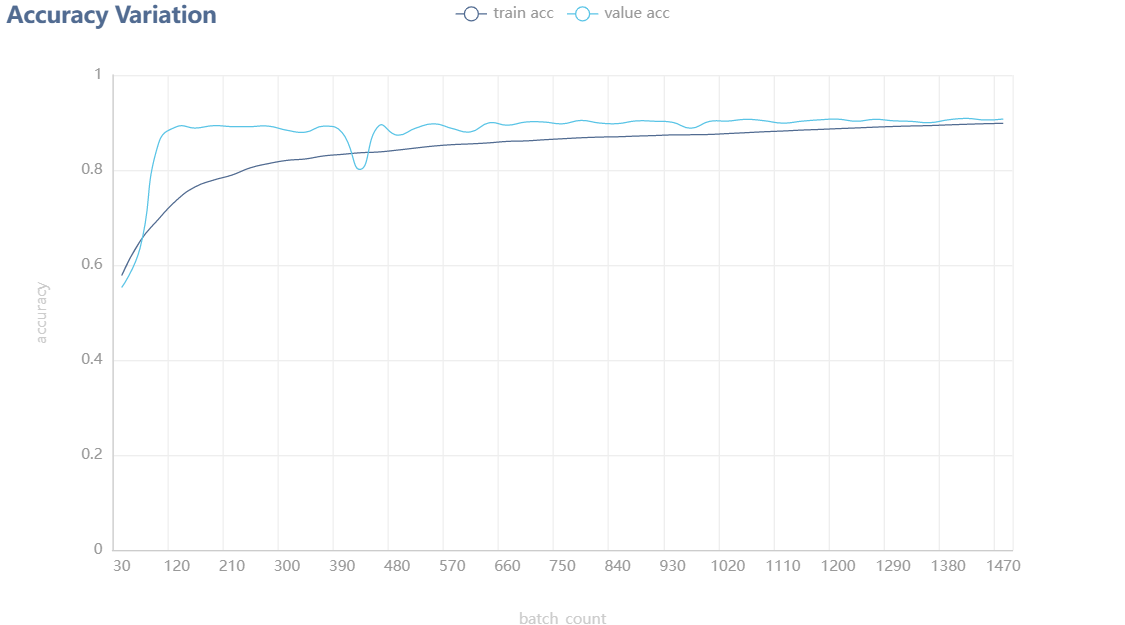 Accuracy Variation
train acc value acc
1
0.8
0.6
0.4
0.2
0
accuracy
30 120 210 300 390 480 570 660 750 840 930 1020 1110 1200 1290 1380 1470
batch count